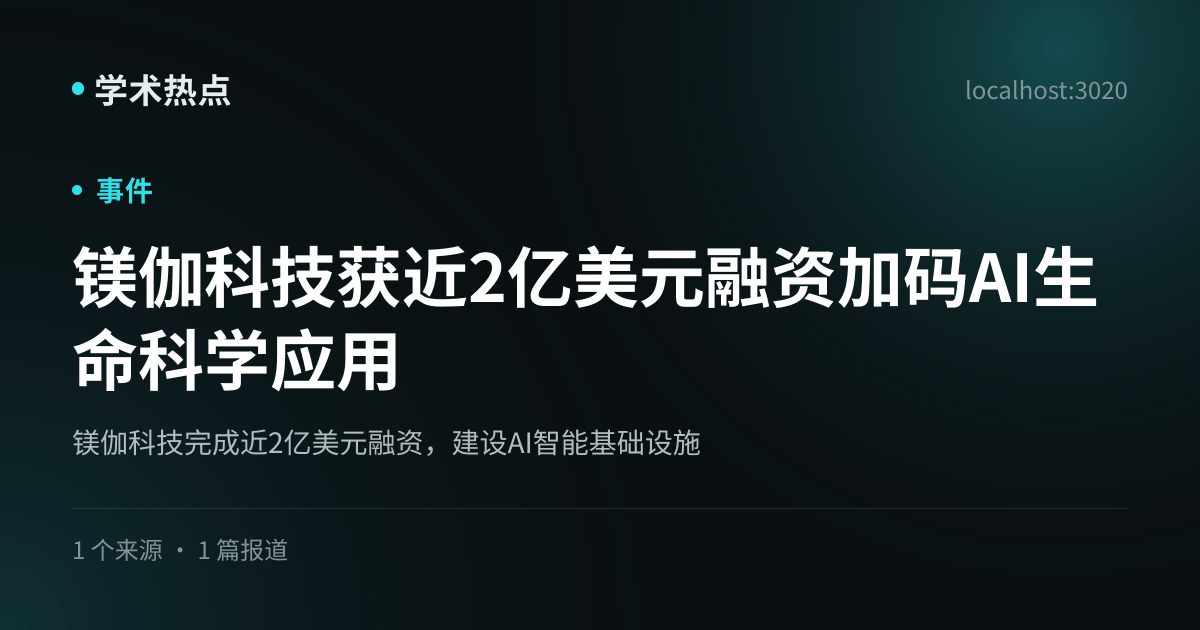 学术热点
localhost:3020
事件
镁伽科技获近2亿美元融资加码AI生
命科学应用
镁伽科技完成近2亿美元融资，建设AI智能基础设施
1 个来源 · 1 篇报道